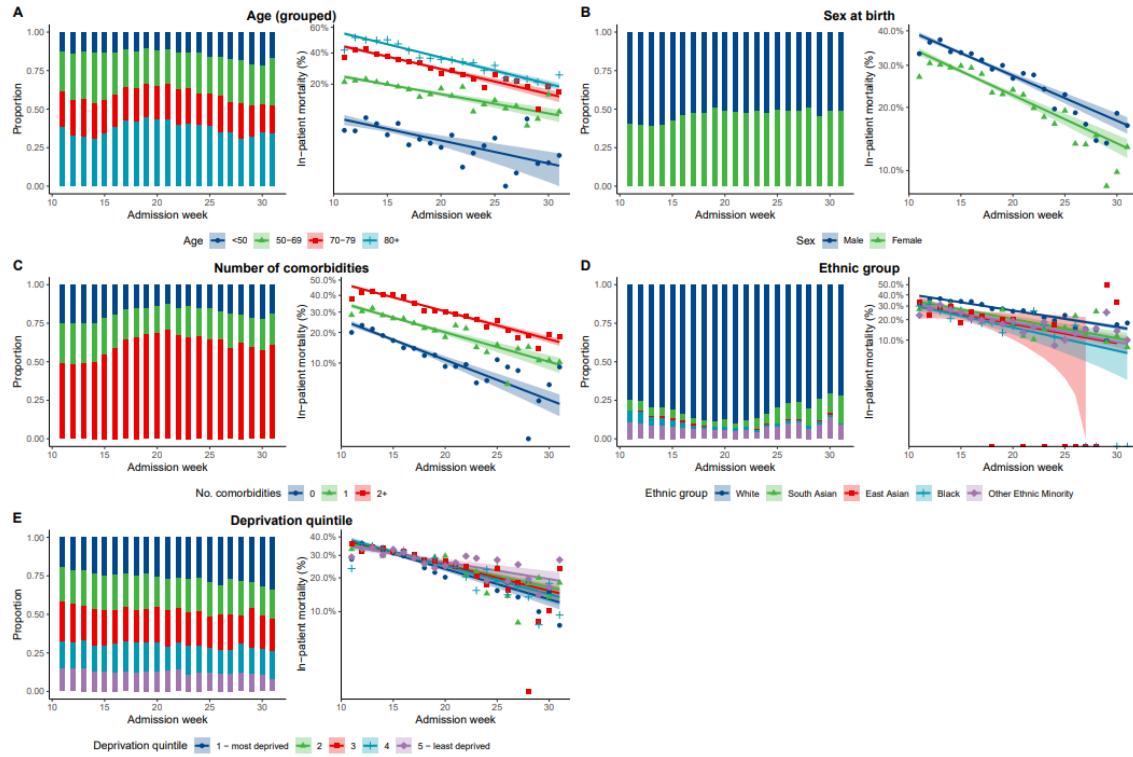 A
Age (grouped)
Proportion
1.00
0.75
0.50
0.25
0.00
10 15 20 25 30
Admission week
In−patient mortality (%)
60%
40%
20%
10 15 20 25 30
Admission week
Age <50 50−69 70−79 80+
B
Sex at birth
Proportion
1.00
0.75
0.50
0.25
0.00
10 15 20 25 30
Admission week
In−patient mortality (%)
40.0%
30.0%
20.0%
10.0%
10 15 20 25 30
Admission week
Sex Male Female
C
Number of comorbidities
Proportion
1.00
0.75
0.50
0.25
0.00
10 15 20 25 30
Admission week
In−patient mortality (%)
50.0%
40.0%
30.0%
20.0%
10.0%
10 15 20 25 30
Admission week
No. comorbidities 0 1 2+
D
Ethnic group
Proportion
1.00
0.75
0.50
0.25
0.00
10 15 20 25 30
Admission week
In−patient mortality (%)
50.0%
40.0%
30.0%
20.0%
10.0%
10 15 20 25 30
Admission week
Ethnic group White South Asian East Asian Black Other Ethnic Minority
E
Deprivation quintile
Proportion
1.00
0.75
0.50
0.25
0.00
10 15 20 25 30
Admission week
In−patient mortality (%)
40.0%
30.0%
20.0%
10.0%
10 15 20 25 30
Admission week
Deprivation quintile 1 − most deprived 2 3 4 5 − least deprived